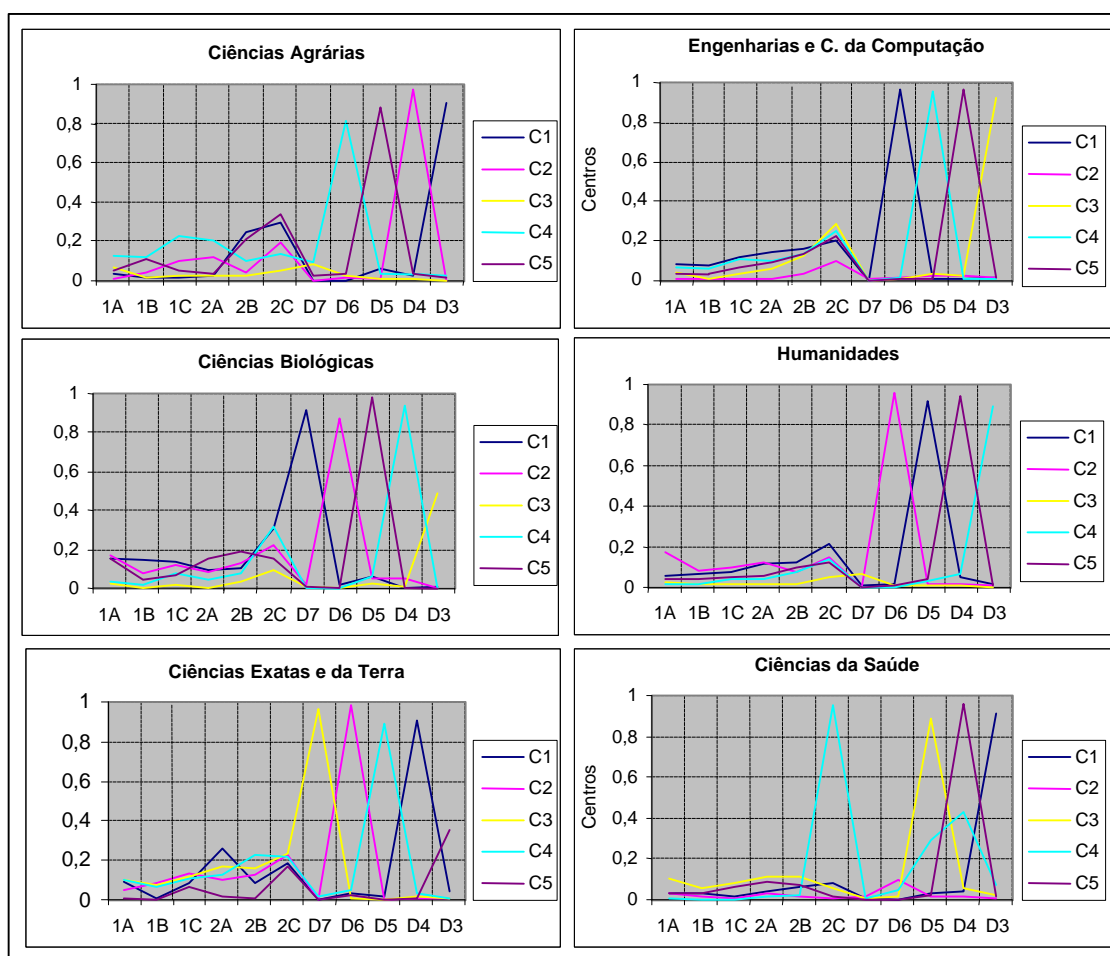 Ciências Agrárias
1
0,8
0,6
0,4
0,2
0
1A 1B 1C 2A 2B 2C D7 D6 D5 D4 D3
C1
C2
C3
C4
C5
Engenharias e C. da Computação
Centros
1
0,8
0,6
0,4
0,2
0
1A 1B 1C 2A 2B 2C D7 D6 D5 D4 D3
C1
C2
C3
C4
C5
Ciências Biológicas
1
0,8
0,6
0,4
0,2
0
1A 1B 1C 2A 2B 2C D7 D6 D5 D4 D3
C1
C2
C3
C4
C5
Humanidades
1
0,8
0,6
0,4
0,2
0
1A 1B 1C 2A 2B 2C D7 D6 D5 D4 D3
C1
C2
C3
C4
C5
Ciências Exatas e da Terra
1
0,8
0,6
0,4
0,2
0
1A 1B 1C 2A 2B 2C D7 D6 D5 D4 D3
C1
C2
C3
C4
C5
Ciências da Saúde
Centros
1
0,8
0,6
0,4
0,2
0
1A 1B 1C 2A 2B 2C D7 D6 D5 D4 D3
C1
C2
C3
C4
C5